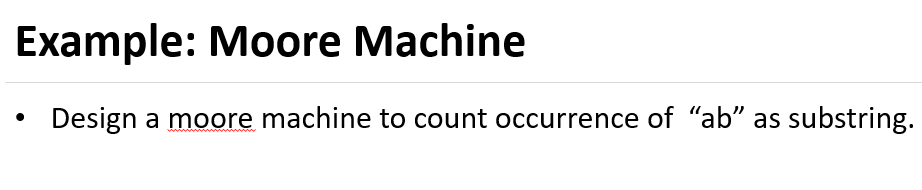 Example: Moore Machine
• Design a moore machine to count occurrence of “ab” as substring.